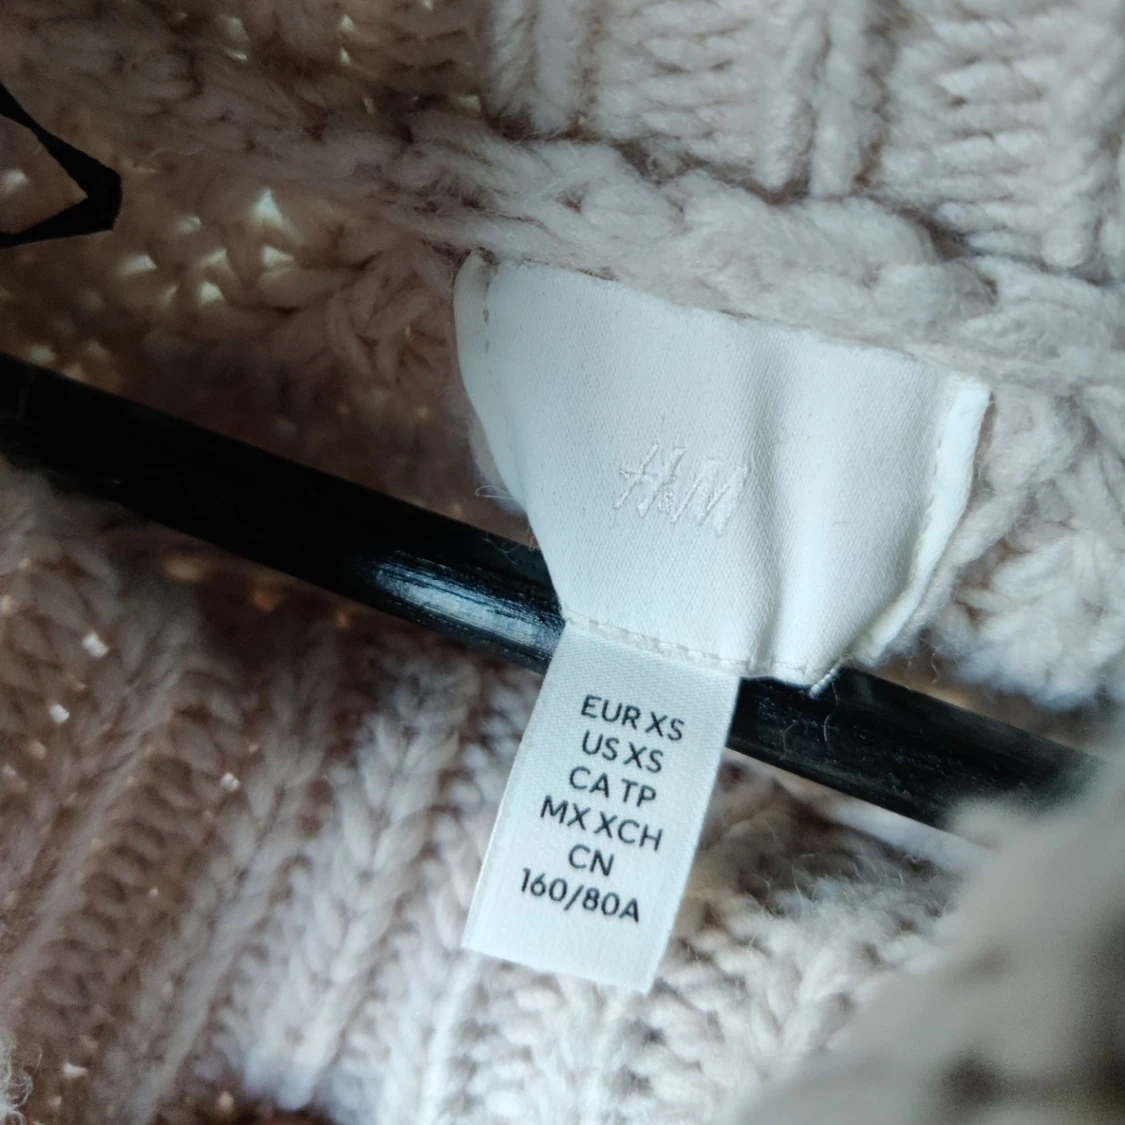 H&M
EUR XS
US XS
CA TP
MX XCH
CN
160/80A